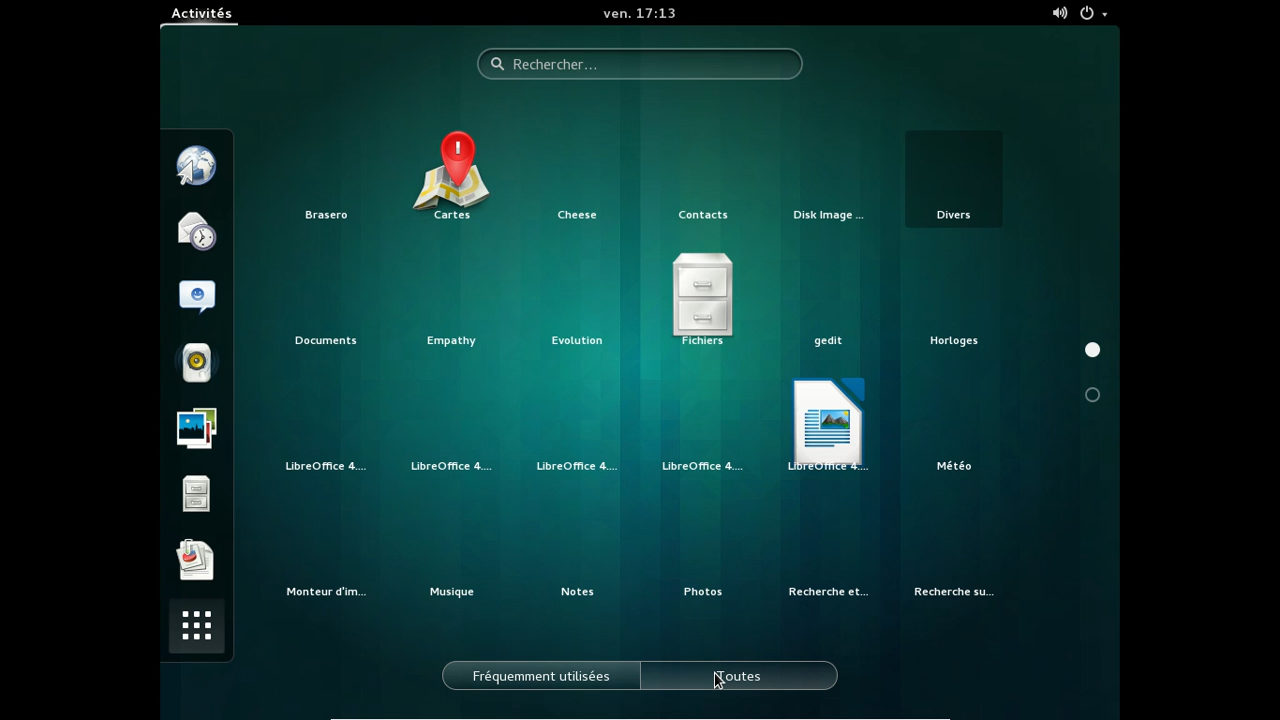 Activités
ven. 17:13
Rechercher...
Brasero
Cartes
Cheese
Contacts
Disk Image ...
Divers
Documents
Empathy
Evolution
Fichiers
gedit
Horloges
LibreOffice 4....
LibreOffice 4....
LibreOffice 4....
LibreOffice 4....
LibreOffice 4....
Météo
Monteur d'im...
Musique
Notes
Photos
Recherche et...
Recherche su...
Fréquemment utilisées
Toutes